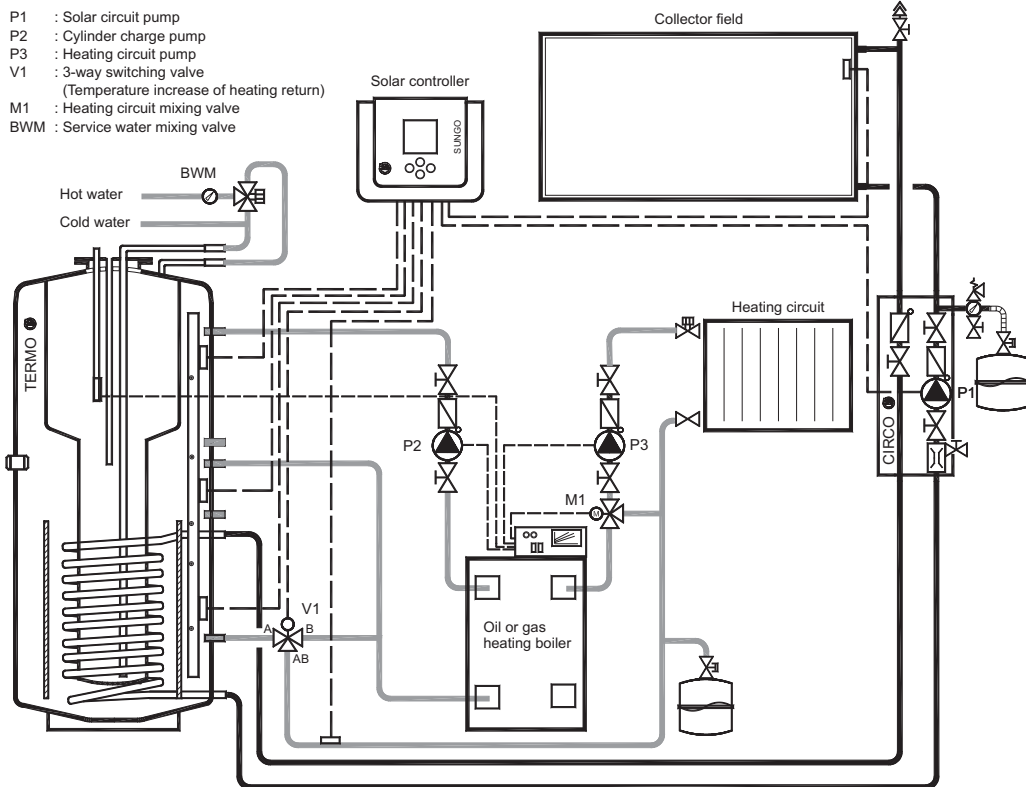 P1 : Solar circuit pump
P2 : Cylinder charge pump
P3 : Heating circuit pump
V1 : 3-way switching valve
(Temperature increase of heating return)
M1 : Heating circuit mixing valve
BWM : Service water mixing valve
Solar controller
SUNGO
Collector field
BWM
Hot water
Cold water
TERMO
Heating circuit
P1
CIRCO
P2
P3
M1
M
V1
A
B
AB
Oil or gas
heating boiler